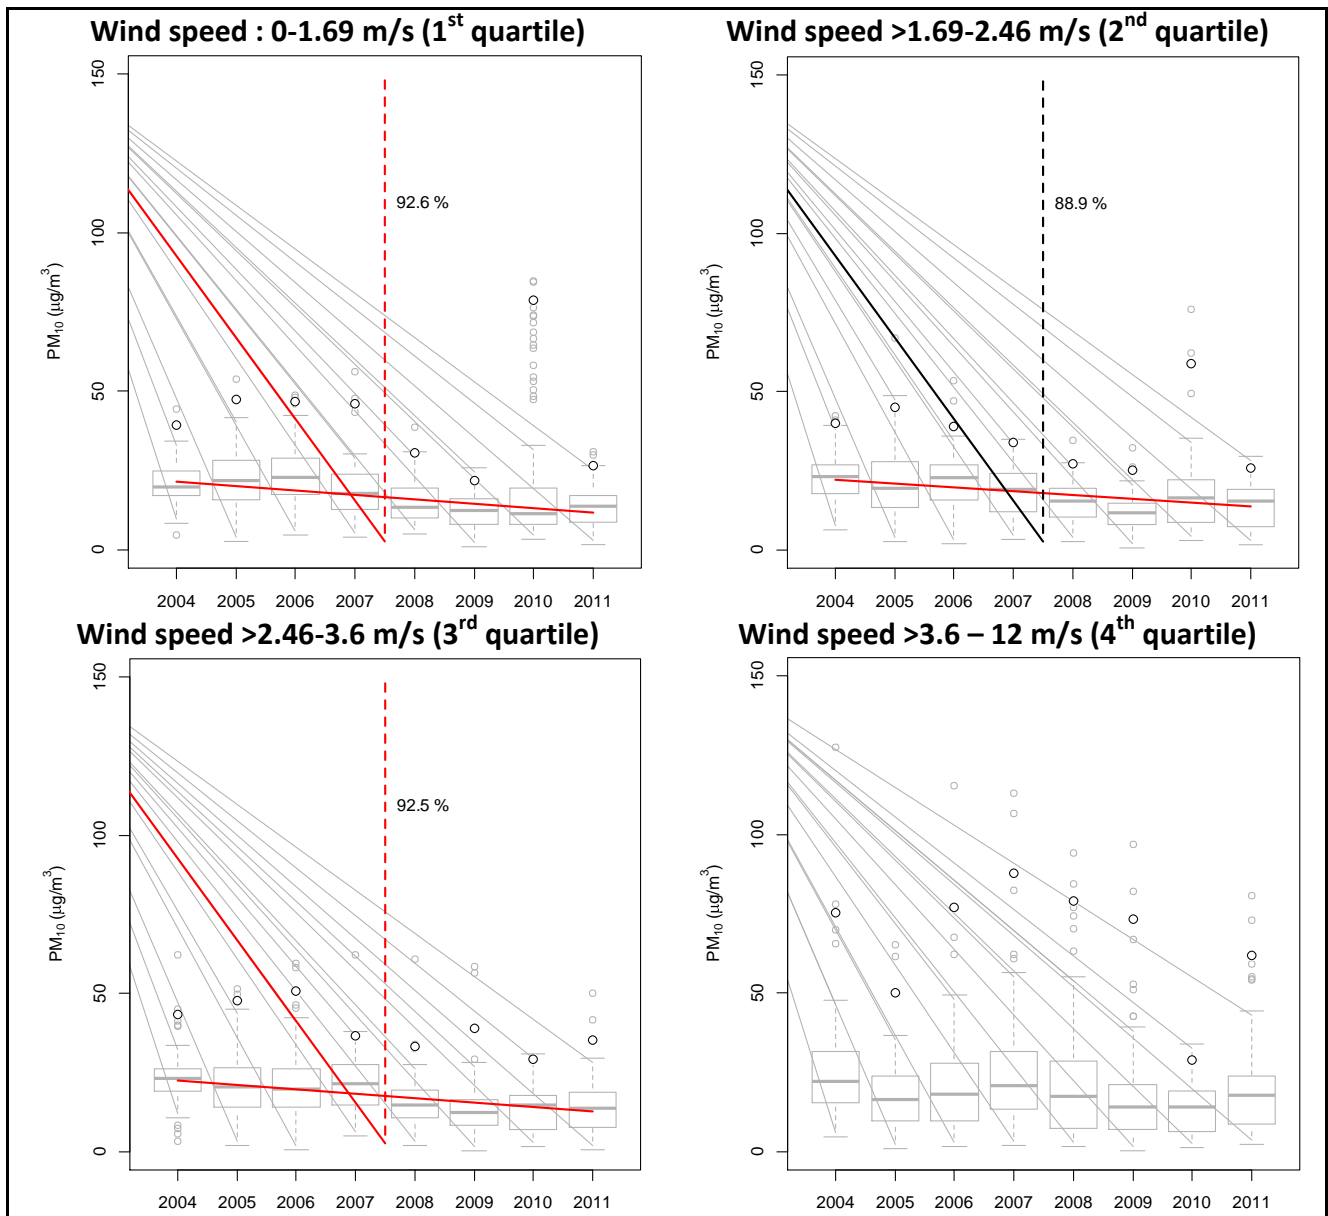 Wind speed : 0-1.69 m/s (1st quartile)
150
100
50
0
PM10 (μg/m3)
92.6 %
2004 2005 2006 2007 2008 2009 2010 2011
Wind speed >1.69-2.46 m/s (2nd quartile)
150
100
50
0
PM10 (μg/m3)
88.9 %
2004 2005 2006 2007 2008 2009 2010 2011
Wind speed >2.46-3.6 m/s (3rd quartile)
150
100
50
0
PM10 (μg/m3)
92.5 %
2004 2005 2006 2007 2008 2009 2010 2011
Wind speed >3.6 – 12 m/s (4th quartile)
150
100
50
0
PM10 (μg/m3)
2004 2005 2006 2007 2008 2009 2010 2011